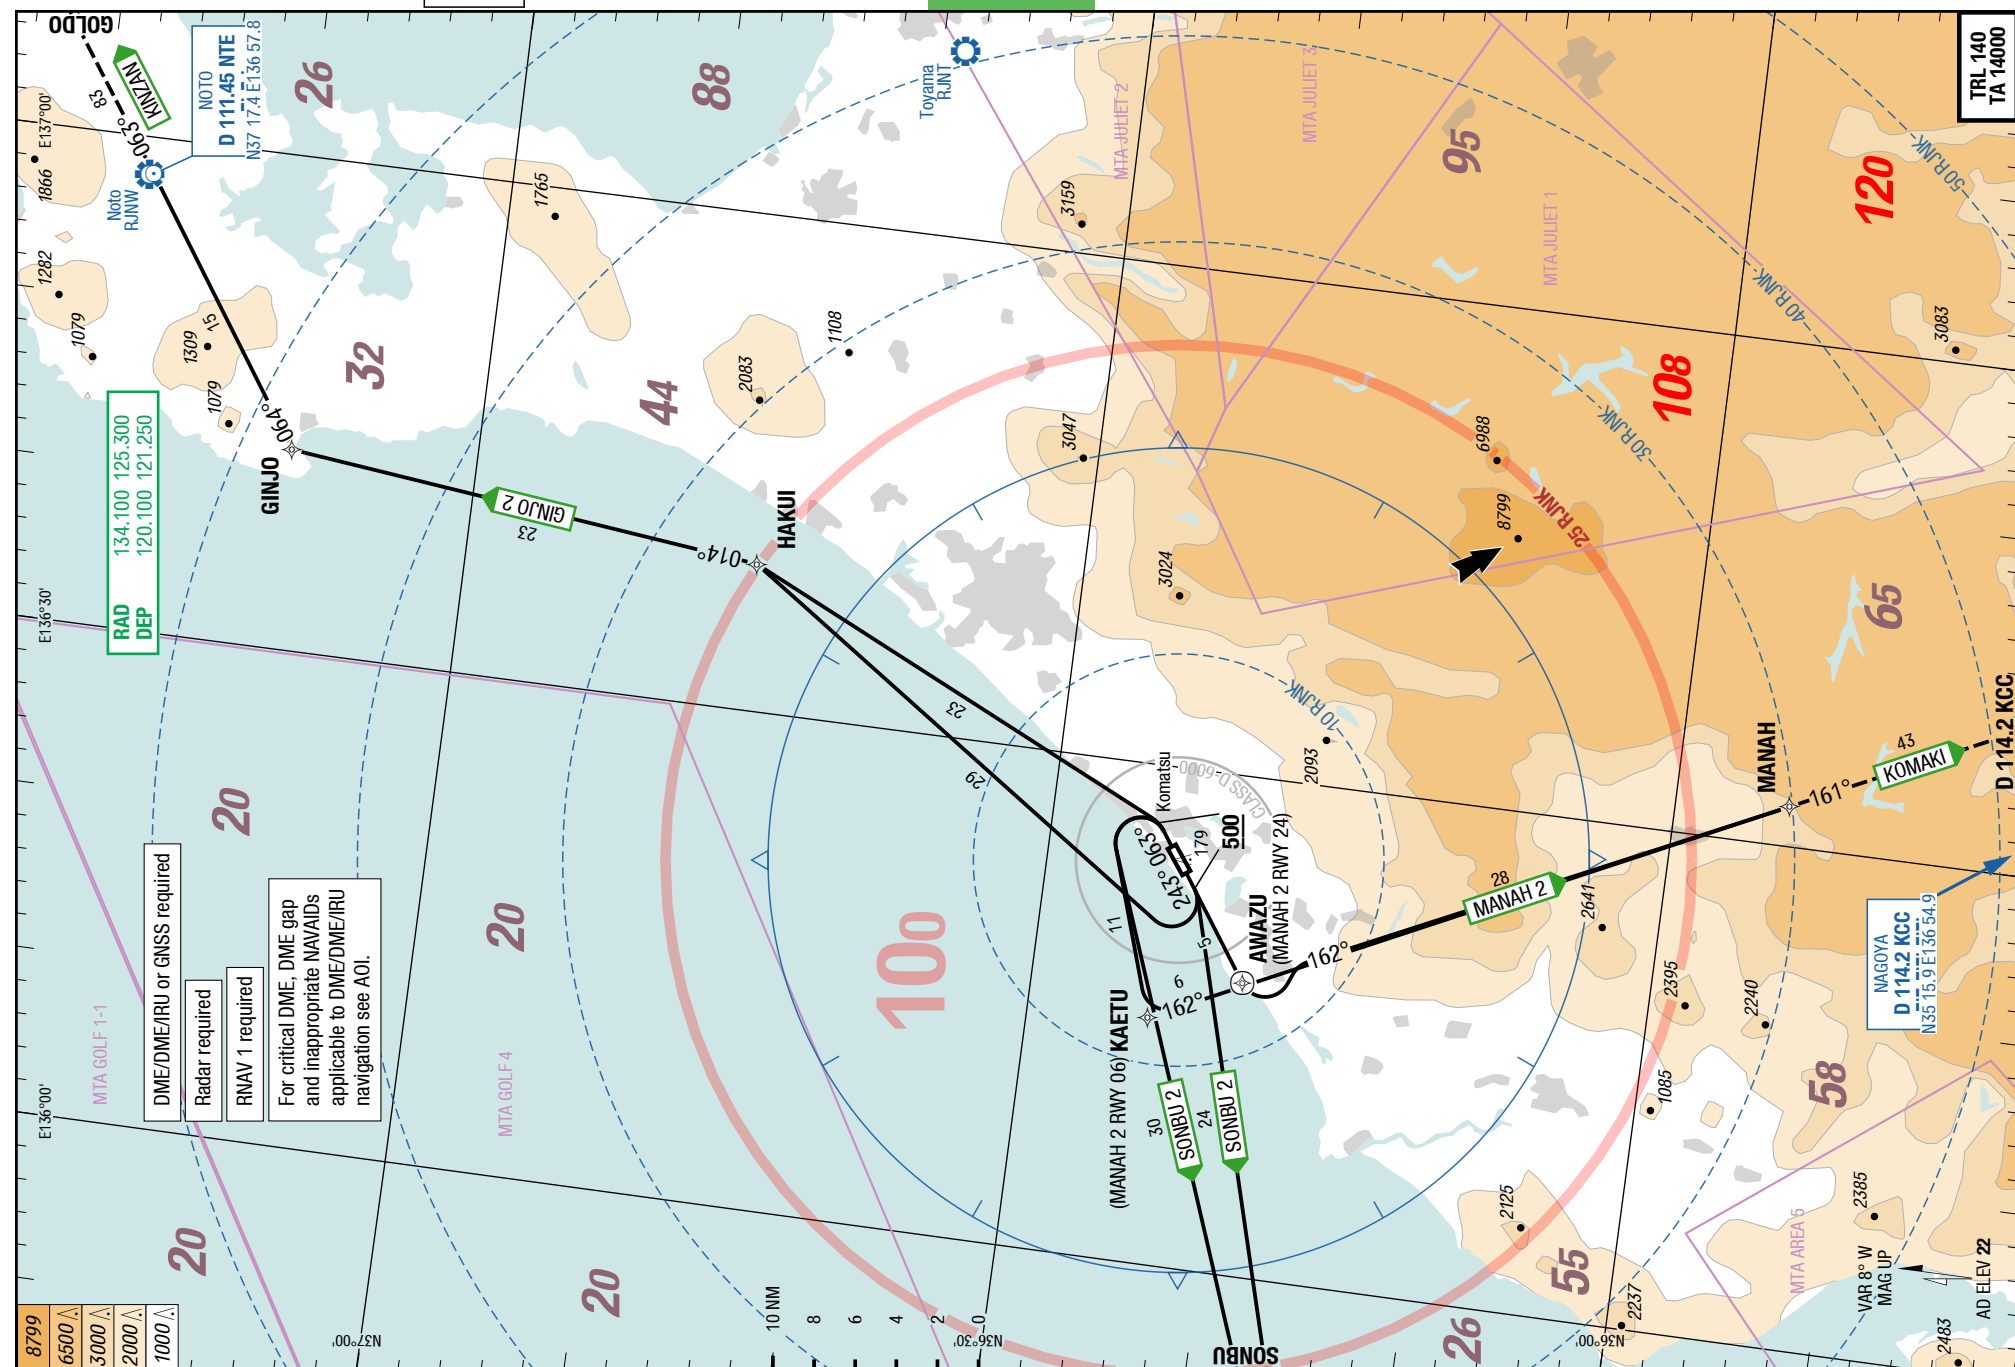 GOLDO
KINZAN
83
063°
NOTO
D 111.45 NTE
N37 17.4 E136 57.8
Noto
RJNW
E137°00'
1866
1282
1079
1309
15
1079
064°
GINJO
26
88
32
44
1765
2083
1108
Toyama
RJNT
MTA JULIET 2
MTA JULIET 3
MTA JULIET 1
95
TRL 140
TA 14000
120
108
50 RJNK
40 RJNK
30 RJNK
25 RJNK
10 RJNK
3159
3047
3024
3083
6988
8799
2093
65
RAD 134.100 125.300
DEP 120.100 121.250
E136°30'
GINJO 2
23
014°
HAKUI
23
29
Komatsu
CLASS-D-6000
063°
243°
179
500
11
5
6
AWAZU
(MANAH 2 RWY 24)
162°
162°
(MANAH 2 RWY 06) KAETU
28
MANAH 2
MANAH
161°
43
KOMAKI
D 114.2 KCC
NAGOYA
D 114.2 KCC
N35 15.9 E136 54.9
2641
2395
2240
1085
58
2125
2237
2385
2483
55
26
MTA AREA 5
VAR 8° W
MAG UP
AD ELEV 22
30
SONBU 2
24
SONBU 2
SONBU
100
20
20
20
20
MTA GOLF 1-1
MTA GOLF 4
DME/DME/IRU or GNSS required
Radar required
RNAV 1 required
For critical DME, DME gap
and inappropriate NAVAIDs
applicable to DME/DME/IRU
navigation see AOI.
E136°00'
N37°00'
N36°30'
N36°00'
10 NM
8
6
4
2
0
8799
6500
3000
2000
1000